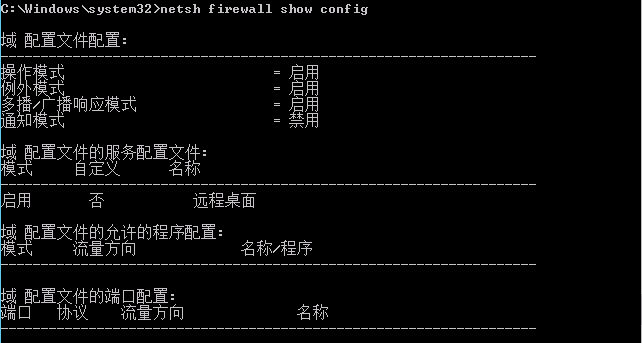 C:\Windows\system32>netsh firewall show config
域 配置文件配置:
-------------------------------------------------------------------
操作模式 = 启用
例外模式 = 启用
多播/广播响应模式 = 启用
通知模式 = 禁用
域 配置文件的服务配置文件:
模式 自定义 名称
-------------------------------------------------------------------
启用 否 远程桌面
域 配置文件的允许的程序配置:
模式 流量方向 名称/程序
-------------------------------------------------------------------
域 配置文件的端口配置:
端口 协议 流量方向 名称
-------------------------------------------------------------------